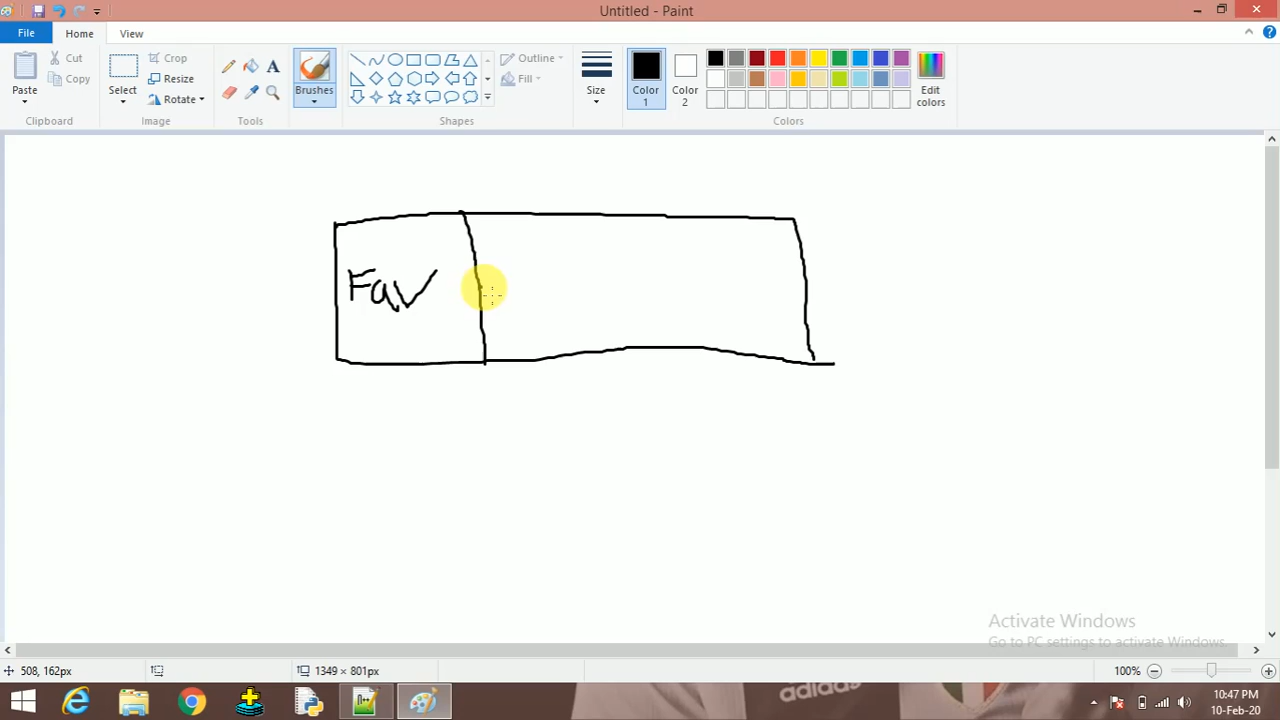 Untitled - Paint
File
Home
View
Paste
Cut
Copy
Clipboard
Select
Crop
Resize
Rotate
Image
Tools
Brushes
Shapes
Outline
Fill
Size
Color 1
Color 2
Edit colors
Colors
Fav
Activate Windows
Go to PC settings to activate Windows.
508, 162px
1349 × 801px
100%
adidas
10:47 PM
10-Feb-20